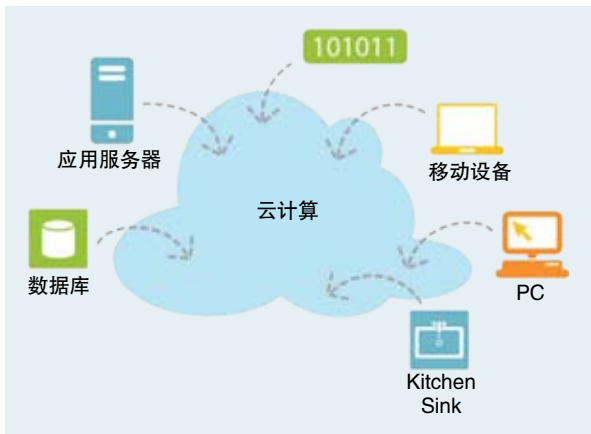 101011
应用服务器
移动设备
云计算
数据库
PC
Kitchen
Sink